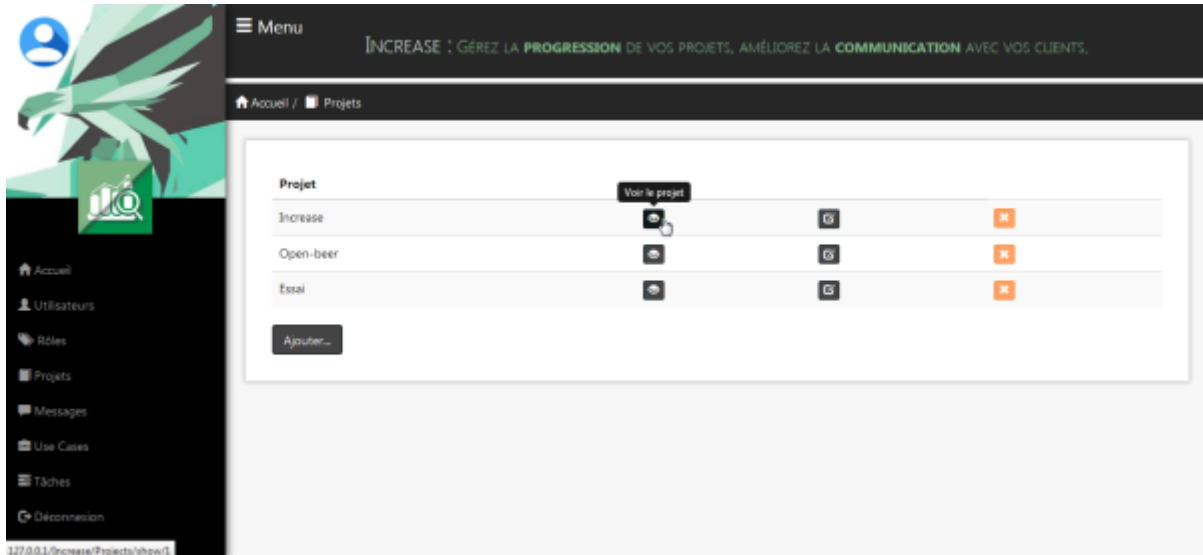 Menu
INCREASE : GÉREZ LA PROGRESSION DE VOS PROJETS, AMÉLIOREZ LA COMMUNICATION AVEC VOS CLIENTS.
Accueil / Projets
Projet
Voir le projet
Increase
Open-beer
Essai
Ajouter...
Accueil
Utilisateurs
Rôles
Projets
Messages
Use Cases
Tâches
Déconnexion
127.0.0.1/Increase/Projects/show/1